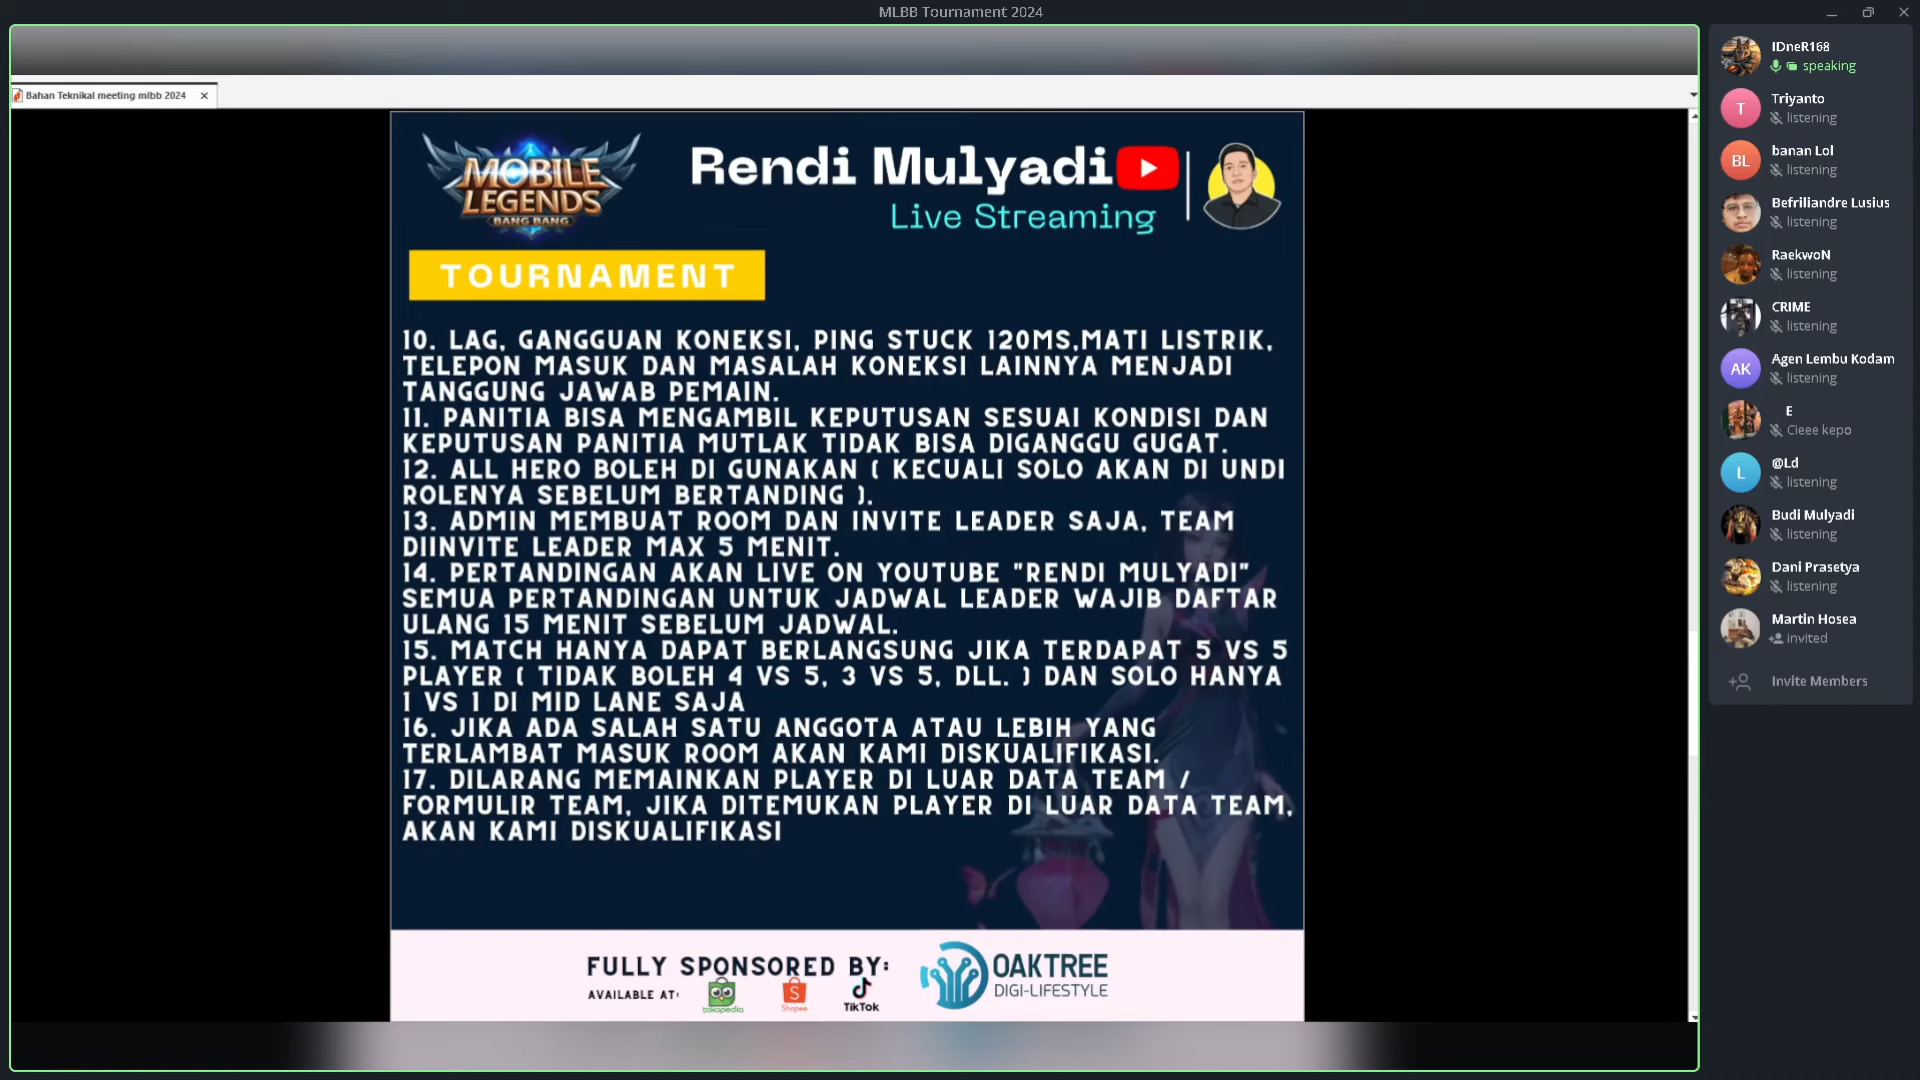 MLBB Tournament 2024
Bahan Teknikal meeting mlbb 2024
MOBILE
LEGENDS
BANG BANG
Rendi Mulyadi
Live Streaming
TOURNAMENT
10. LAG, GANGGUAN KONEKSI, PING STUCK 120MS,MATI LISTRIK,
TELEPON MASUK DAN MASALAH KONEKSI LAINNYA MENJADI
TANGGUNG JAWAB PEMAIN.
11. PANITIA BISA MENGAMBIL KEPUTUSAN SESUAI KONDISI DAN
KEPUTUSAN PANITIA MUTLAK TIDAK BISA DIGANGGU GUGAT.
12. ALL HERO BOLEH DI GUNAKAN ( KECUALI SOLO AKAN DI UNDI
ROLENYA SEBELUM BERTANDING ).
13. ADMIN MEMBUAT ROOM DAN INVITE LEADER SAJA, TEAM
DIINVITE LEADER MAX 5 MENIT.
14. PERTANDINGAN AKAN LIVE ON YOUTUBE "RENDI MULYADI"
SEMUA PERTANDINGAN UNTUK JADWAL LEADER WAJIB DAFTAR
ULANG 15 MENIT SEBELUM JADWAL.
15. MATCH HANYA DAPAT BERLANGSUNG JIKA TERDAPAT 5 VS 5
PLAYER ( TIDAK BOLEH 4 VS 5, 3 VS 5, DLL. ) DAN SOLO HANYA
1 VS 1 DI MID LANE SAJA
16. JIKA ADA SALAH SATU ANGGOTA ATAU LEBIH YANG
TERLAMBAT MASUK ROOM AKAN KAMI DISKUALIFIKASI.
17. DILARANG MEMAINKAN PLAYER DI LUAR DATA TEAM /
FORMULIR TEAM, JIKA DITEMUKAN PLAYER DI LUAR DATA TEAM,
AKAN KAMI DISKUALIFIKASI
FULLY SPONSORED BY:
AVAILABLE AT:
tokopedia
Shopee
TikTok
OAKTREE
DIGI-LIFESTYLE
IDneR168
speaking
T
Triyanto
listening
BL
banan Lol
listening
Befriliandre Lusius
listening
RaekwoN
listening
CRIME
listening
AK
Agen Lembu Kodam
listening
E
Cieee kepo
L
@Ld
listening
Budi Mulyadi
listening
Dani Prasetya
listening
Martin Hosea
invited
Invite Members